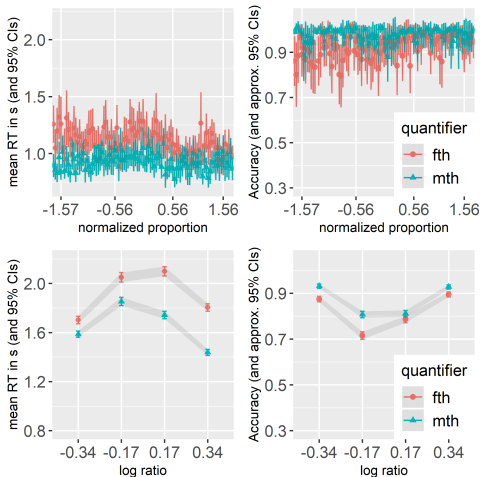 mean RT in s (and 95% CIs)
2.0
1.5
1.0
-1.57 -0.56 0.56 1.56
normalized proportion
Accuracy (and approx. 95% CIs)
0.9
0.7
0.5
0.3
-1.57 -0.56 0.56 1.56
normalized proportion
quantifier
fth
mth
mean RT in s (and 95% CIs)
2.0
1.6
1.2
0.8
-0.34 -0.17 0.17 0.34
log ratio
Accuracy (and approx. 95% CIs)
0.9
0.7
0.5
0.3
-0.34 -0.17 0.17 0.34
log ratio
quantifier
fth
mth